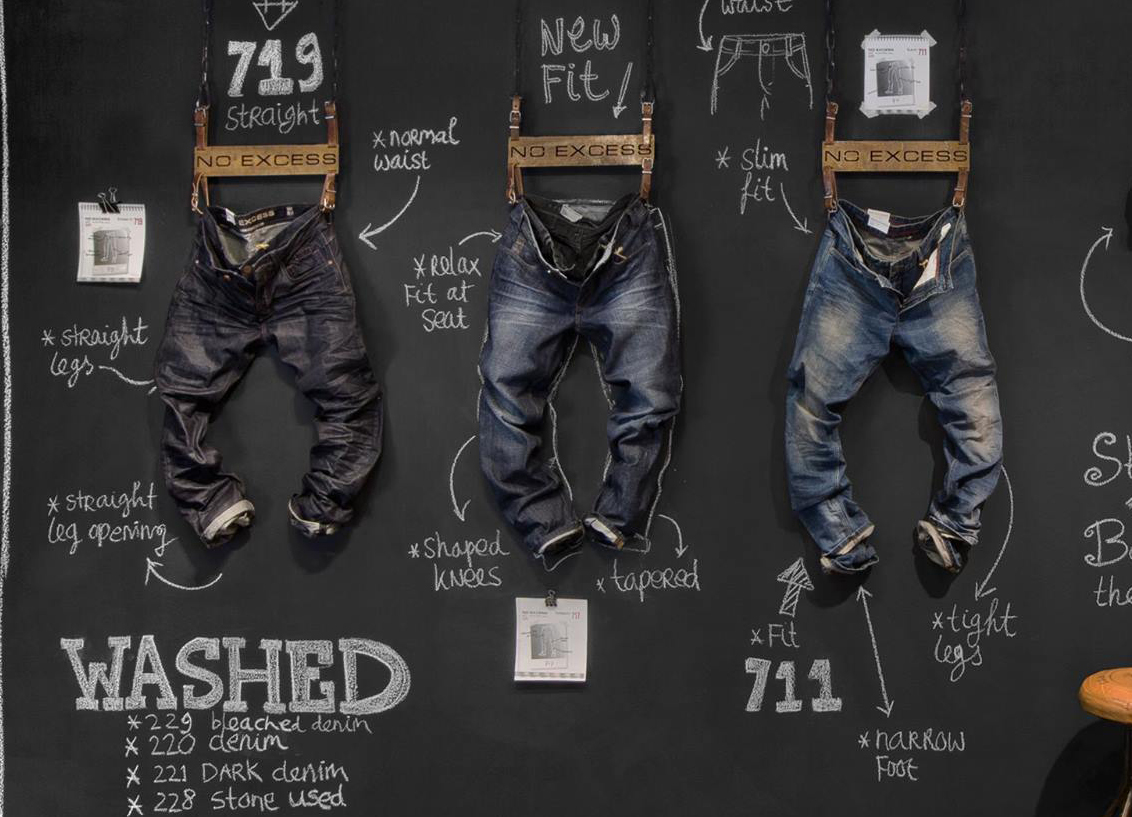 719
Straight
NO EXCESS
EXCESS
* normal
waist
* straight
legs
* straight
leg opening
WASHED
* 229 bleached denim
* 220 denim
* 221 DARK denim
* 228 Stone used
New
Fit
NO EXCESS
* relax
Fit at
Seat
* Shaped
knees
* tapered
waist
711
* Slim
fit
NO EXCESS
* Fit
711
* narrow
Foot
* tight
legs
St
B
the